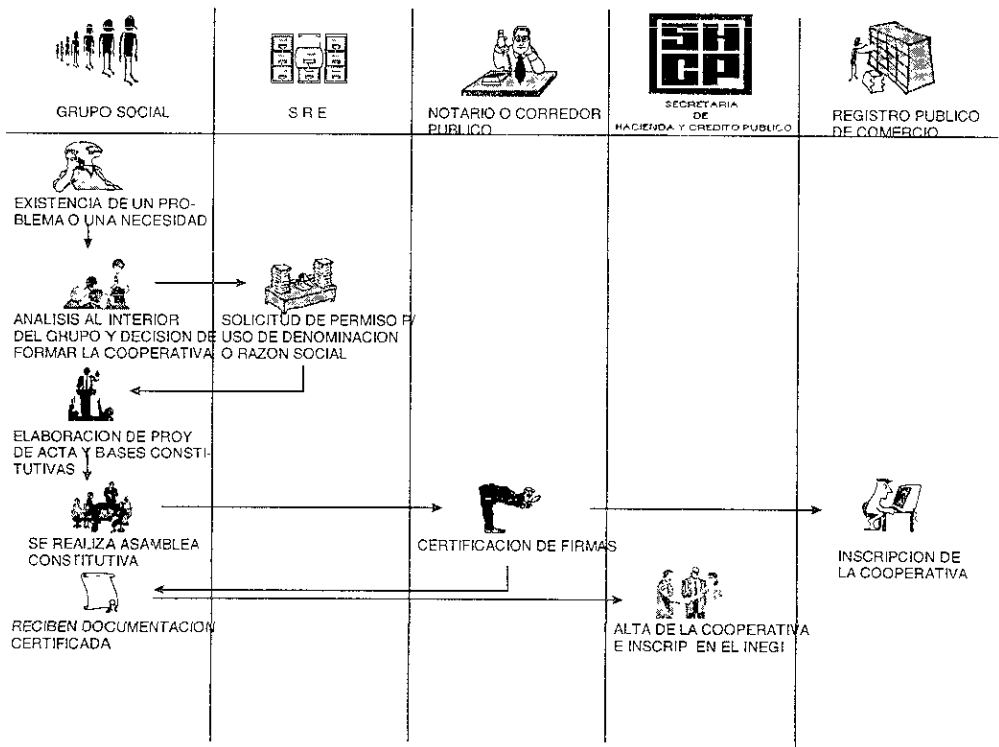 GRUPO SOCIAL
S R E
NOTARIO O CORREDOR
PUBLICO
SHCP
SECRETARIA
DE
HACIENDA Y CREDITO PUBLICO
REGISTRO PUBLICO
DE COMERCIO
EXISTENCIA DE UN PRO-
BLEMA O UNA NECESIDAD
ANALISIS AL INTERIOR
DEL GRUPO Y DECISION DE
FORMAR LA COOPERATIVA
SOLICITUD DE PERMISO P/
USO DE DENOMINACION
O RAZON SOCIAL
ELABORACION DE PROY
DE ACTA Y BASES CONSTI-
TUTIVAS
SE REALIZA ASAMBLEA
CONSTITUTIVA
CERTIFICACION DE FIRMAS
INSCRIPCION DE
LA COOPERATIVA
RECIBEN DOCUMENTACION
CERTIFICADA
ALTA DE LA COOPERATIVA
E INSCRIP EN EL INEGI